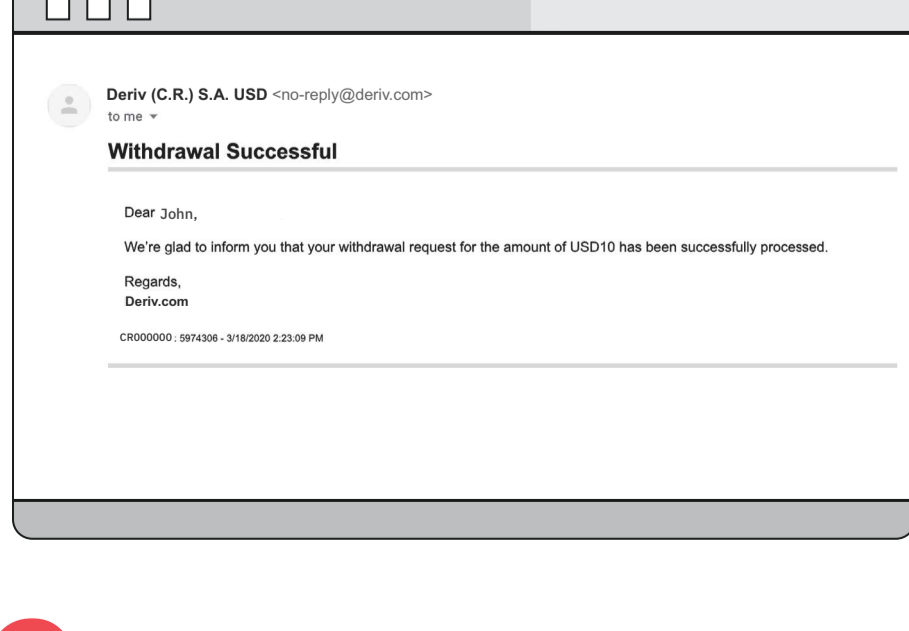 Deriv (C.R.) S.A. USD <no-reply@deriv.com>
to me
Withdrawal Successful
Dear John,
We're glad to inform you that your withdrawal request for the amount of USD10 has been successfully processed.
Regards,
Deriv.com
CR000000 : 5974306 - 3/18/2020 2:23:09 PM